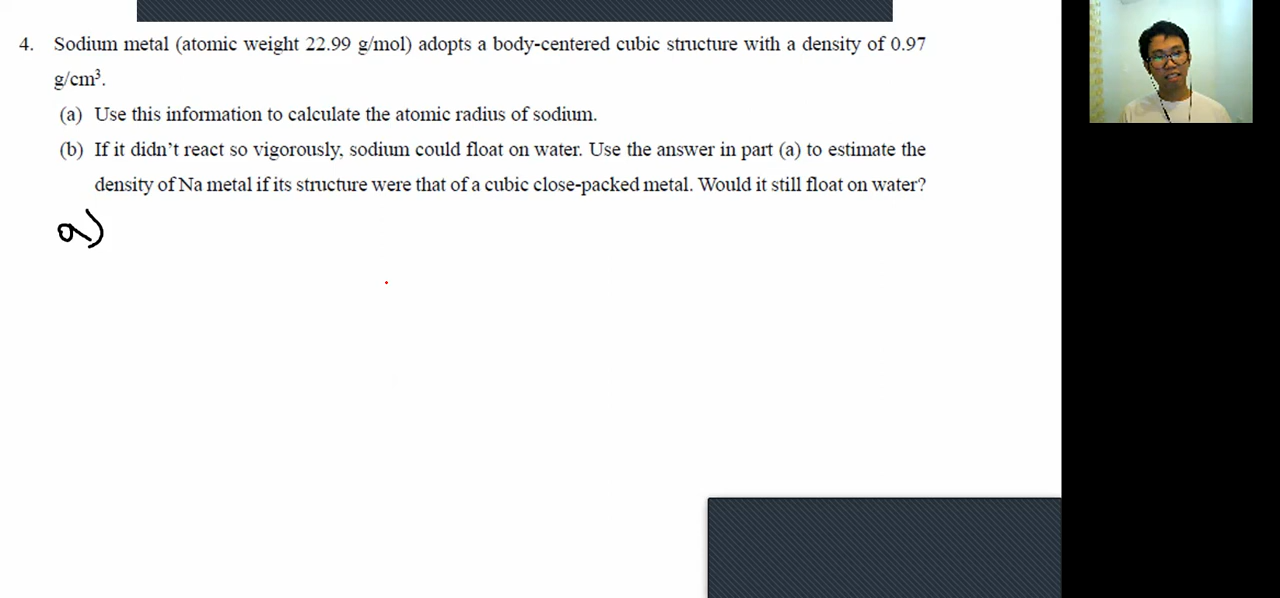 4. Sodium metal (atomic weight 22.99 g/mol) adopts a body-centered cubic structure with a density of 0.97
g/cm³.
(a) Use this information to calculate the atomic radius of sodium.
(b) If it didn’t react so vigorously, sodium could float on water. Use the answer in part (a) to estimate the
density of Na metal if its structure were that of a cubic close-packed metal. Would it still float on water?
a)